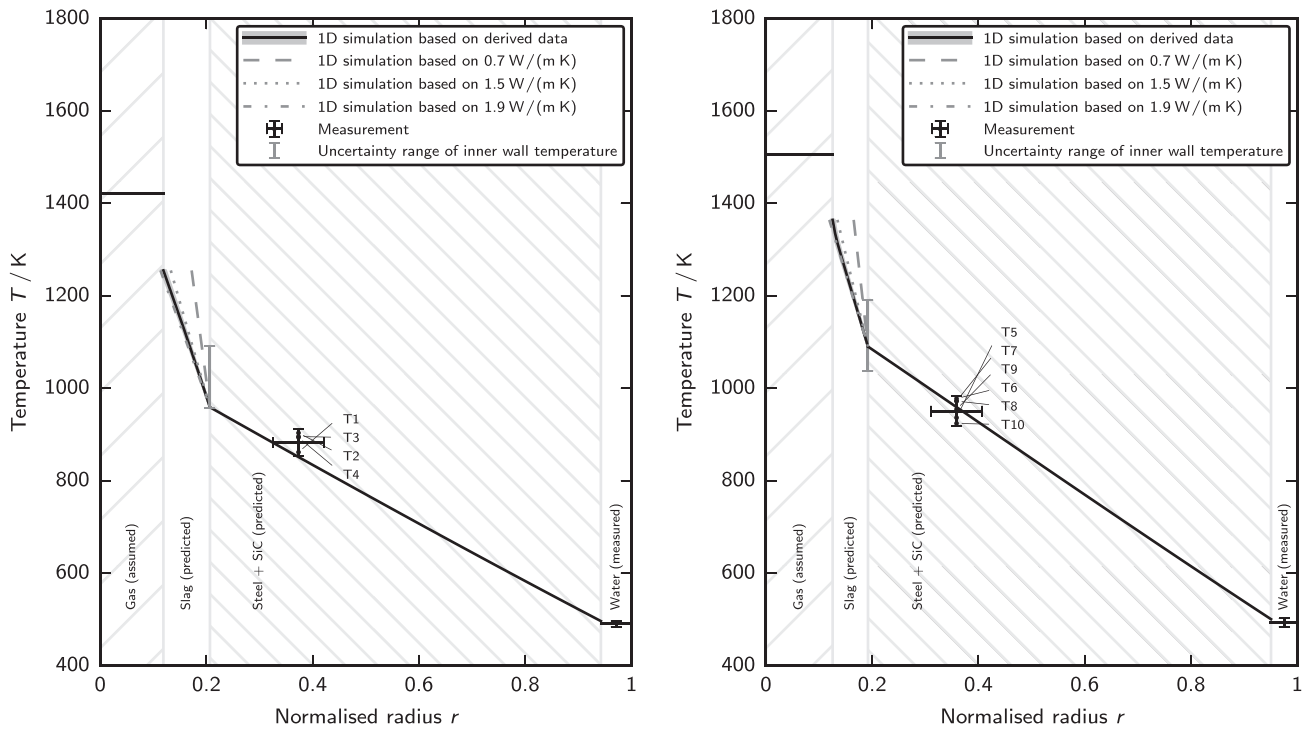 1800
1600
1400
1200
1000
800
600
400
Temperature T / K
0
0.2
0.4
0.6
0.8
1
Normalised radius r
1D simulation based on derived data
1D simulation based on 0.7 W/(m K)
1D simulation based on 1.5 W/(m K)
1D simulation based on 1.9 W/(m K)
Measurement
Uncertainty range of inner wall temperature
T1
T3
T2
T4
Gas (assumed)
Slag (predicted)
Steel + SiC (predicted)
Water (measured)
1800
1600
1400
1200
1000
800
600
400
Temperature T / K
0
0.2
0.4
0.6
0.8
1
Normalised radius r
1D simulation based on derived data
1D simulation based on 0.7 W/(m K)
1D simulation based on 1.5 W/(m K)
1D simulation based on 1.9 W/(m K)
Measurement
Uncertainty range of inner wall temperature
T5
T7
T9
T6
T8
T10
Gas (assumed)
Slag (predicted)
Steel + SiC (predicted)
Water (measured)